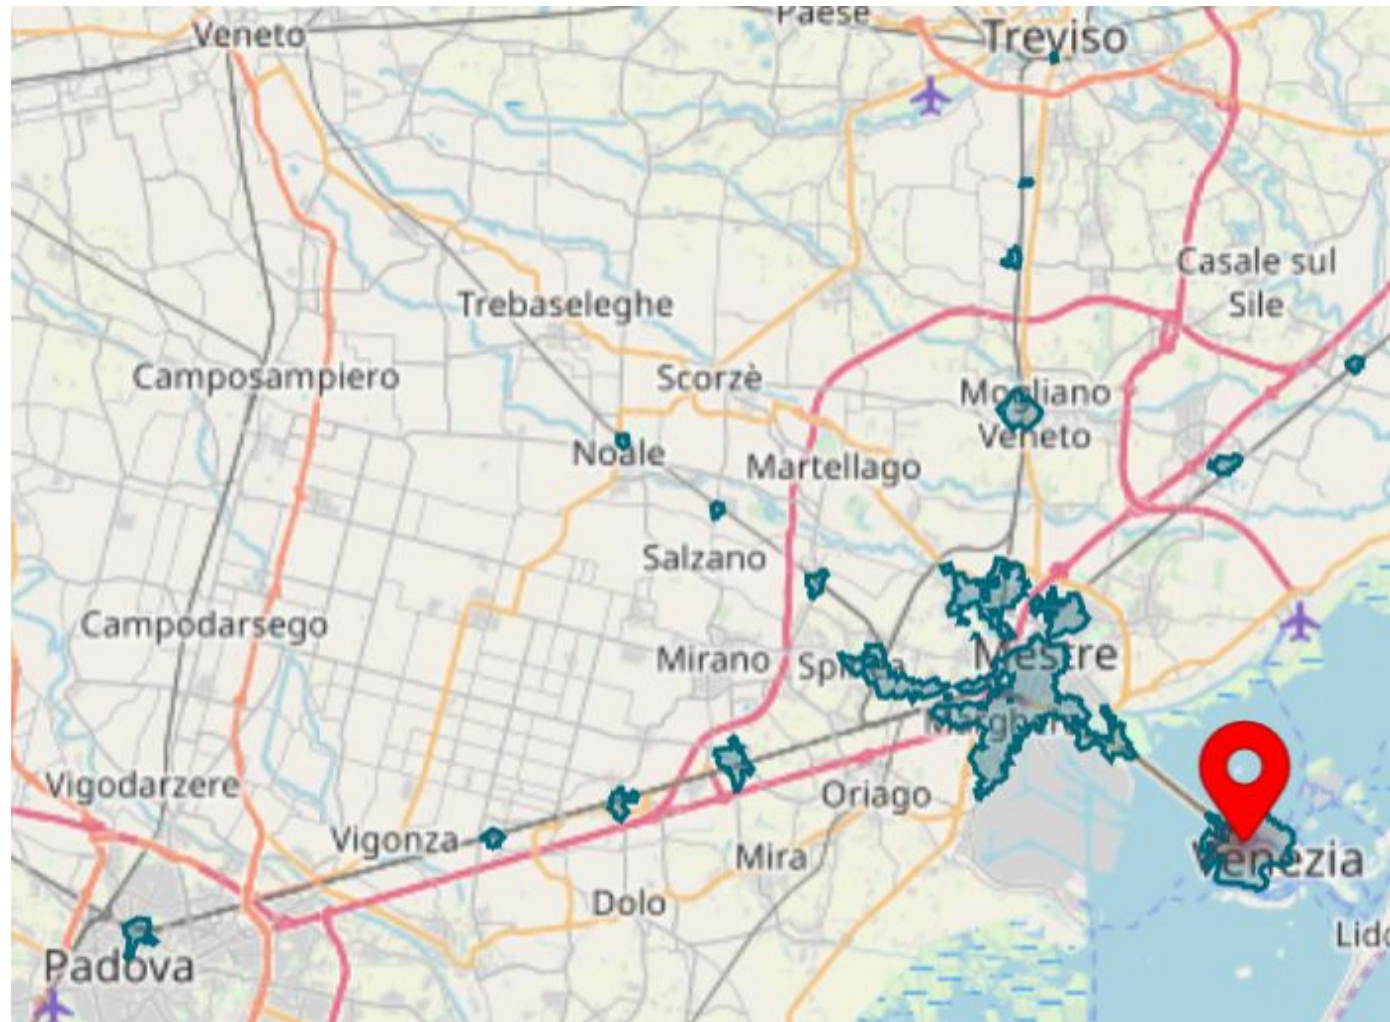 Paese
Veneto
Treviso
Casale sul
Sile
Trebaseleghe
Camposampiero
Scorzè
Mogliano
Veneto
Noale
Martellago
Salzano
Campodarsego
Mirano
Mestre
Vigodarzere
Oriago
Vigonza
Mira
Venezia
Dolo
Lido
Padova